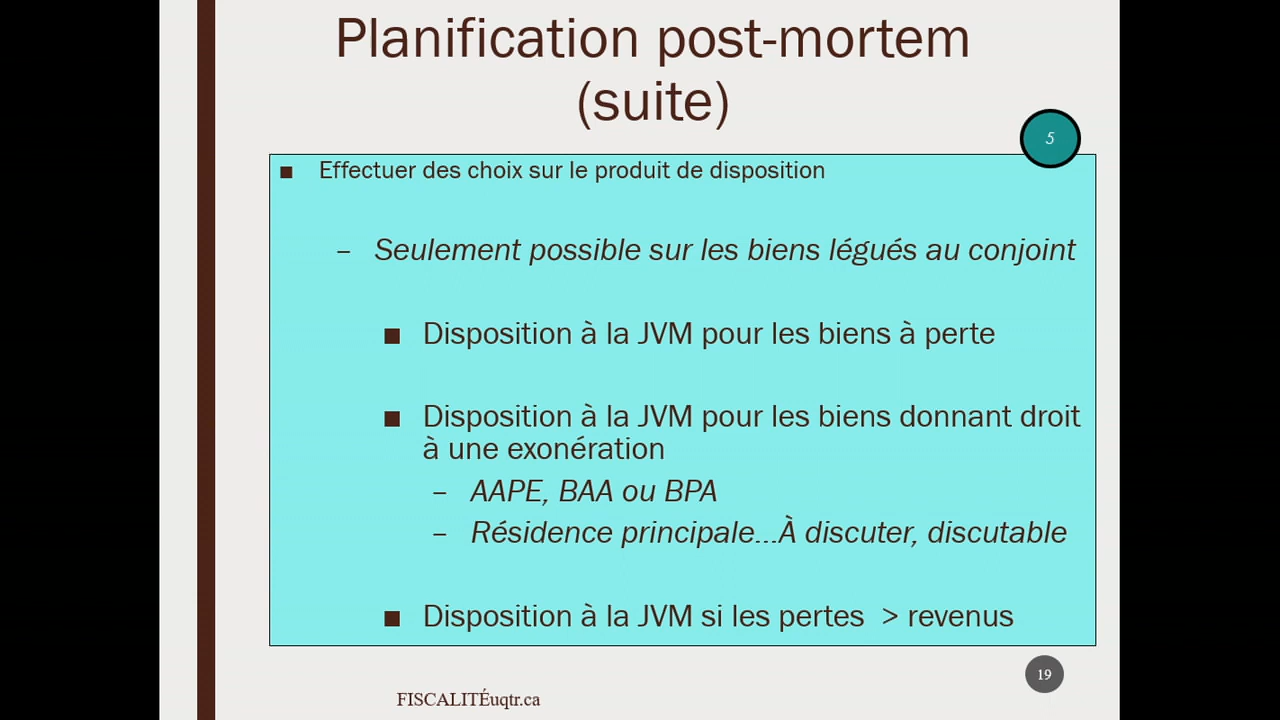 Planification post-mortem
(suite)
5
■ Effectuer des choix sur le produit de disposition
– Seulement possible sur les biens légués au conjoint
■ Disposition à la JVM pour les biens à perte
■ Disposition à la JVM pour les biens donnant droit
à une exonération
– AAPE, BAA ou BPA
– Résidence principale...À discuter, discutable
■ Disposition à la JVM si les pertes > revenus
19
FISCALITÉuqtr.ca